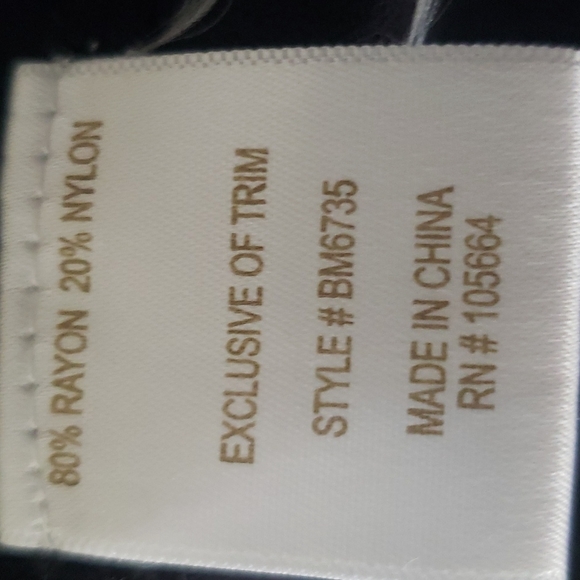 80% RAYON 20% NYLON
EXCLUSIVE OF TRIM
STYLE # BM6735
MADE IN CHINA
RN # 105664